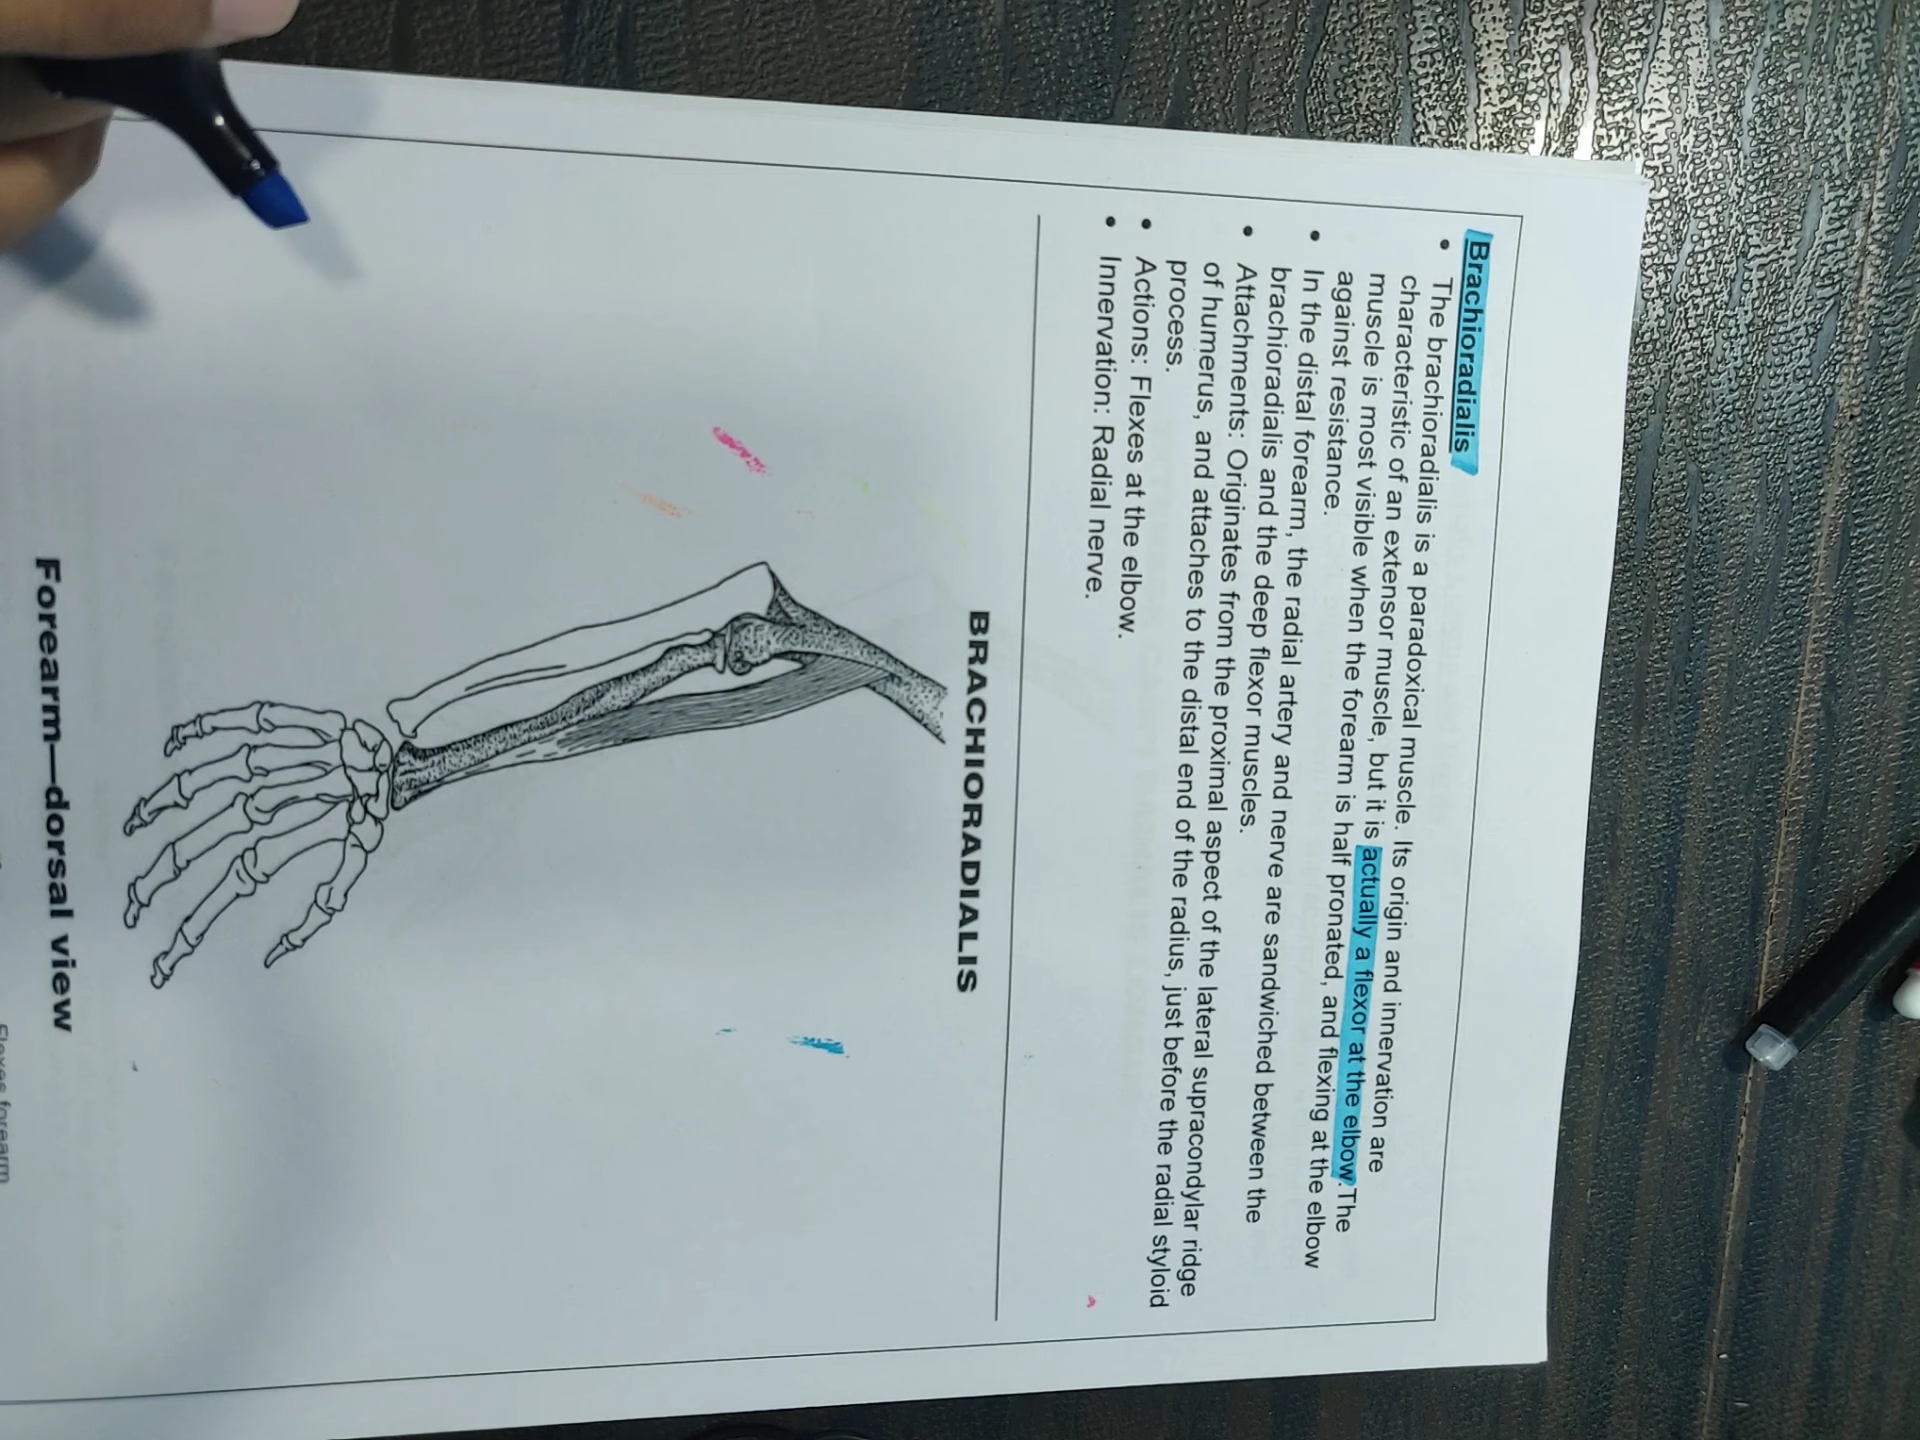 Brachioradialis
• The brachioradialis is a paradoxical muscle. Its origin and innervation are
characteristic of an extensor muscle, but it is actually a flexor at the elbow.The
muscle is most visible when the forearm is half pronated, and flexing at the elbow
against resistance.
• In the distal forearm, the radial artery and nerve are sandwiched between the
brachioradialis and the deep flexor muscles.
• Attachments: Originates from the proximal aspect of the lateral supracondylar ridge
of humerus, and attaches to the distal end of the radius, just before the radial styloid
process.
• Actions: Flexes at the elbow.
• Innervation: Radial nerve.
BRACHIORADIALIS
Forearm—dorsal view
Flexes forearm